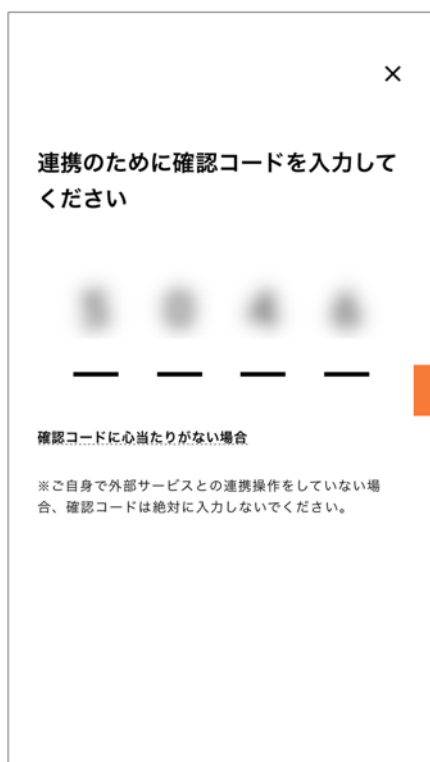 連携のために確認コードを入力して
ください
確認コードに心当たりがない場合
※ご自身で外部サービスとの連携操作をしていない場
合、確認コードは絶対に入力しないでください。